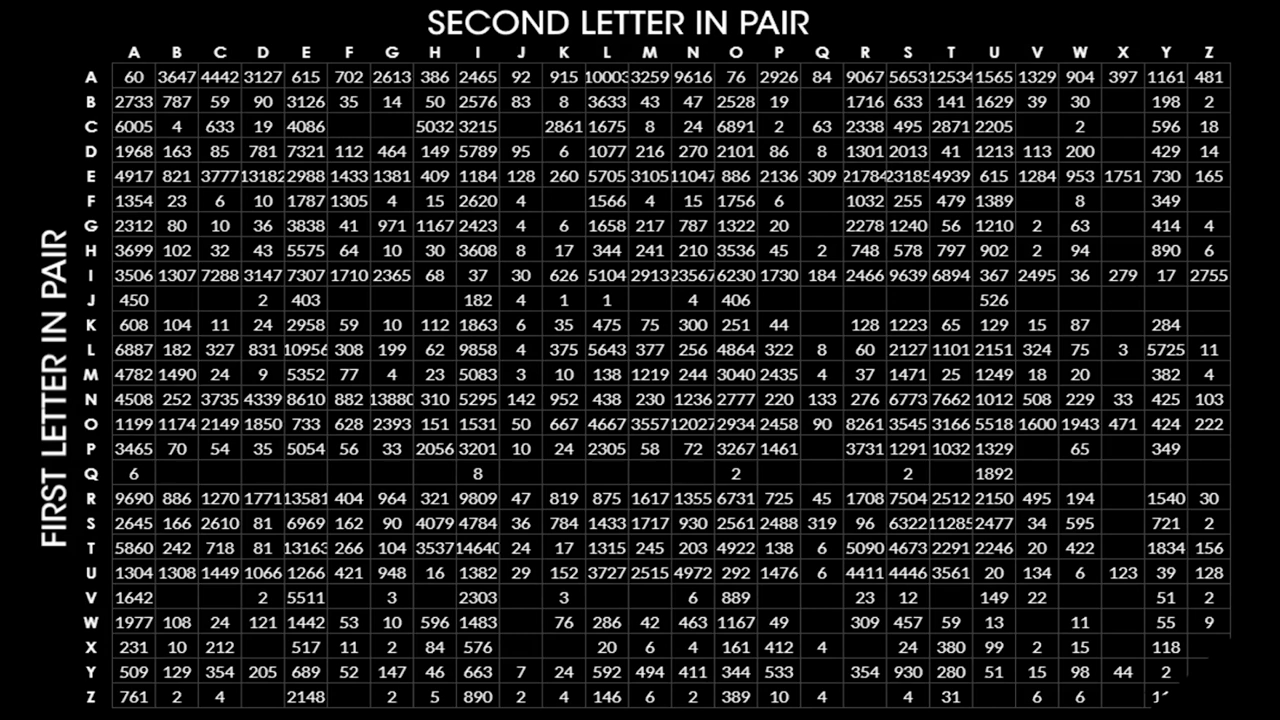 SECOND LETTER IN PAIR
A B C D E F G H I J K L M N O P Q R S T U V W X Y Z
FIRST LETTER IN PAIR
A 60 3647 4442 3127 615 702 2613 386 2465 92 915 10003 3259 9616 76 2926 84 9067 5653 12534 1565 1329 904 397 1161 481
B 2733 787 59 90 3126 35 14 50 2576 83 8 3633 43 47 2528 19 1716 633 141 1629 39 30 198 2
C 6005 4 633 19 4086 5032 3215 2861 1675 8 24 6891 2 63 2338 495 2871 2205 2 596 18
D 1968 163 85 781 7321 112 464 149 5789 95 6 1077 216 270 2101 86 8 1301 2013 41 1213 113 200 429 14
E 4917 821 3777 13182 2988 1433 1381 409 1184 128 260 5705 3105 11047 886 2136 309 21784 23185 4939 615 1284 953 1751 730 165
F 1354 23 6 10 1787 1305 4 15 2620 4 1566 4 15 1756 6 1032 255 479 1389 8 349
G 2312 80 10 36 3838 41 971 1167 2423 4 6 1658 217 787 1322 20 2278 1240 56 1210 2 63 414 4
H 3699 102 32 43 5575 64 10 30 3608 8 17 344 241 210 3536 45 2 748 578 797 902 2 94 890 6
I 3506 1307 7288 3147 7307 1710 2365 68 37 30 626 5104 2913 23567 6230 1730 184 2466 9639 6894 367 2495 36 279 17 2755
J 450 2 403 182 4 1 1 4 406 526
K 608 104 11 24 2958 59 10 112 1863 6 35 475 75 300 251 44 128 1223 65 129 15 87 284
L 6887 182 327 831 10956 308 199 62 9858 4 375 5643 377 256 4864 322 8 60 2127 1101 2151 324 75 3 5725 11
M 4782 1490 24 9 5352 77 4 23 5083 3 10 138 1219 244 3040 2435 4 37 1471 25 1249 18 20 382 4
N 4508 252 3735 4339 8610 882 13880 310 5295 142 952 438 230 1236 2777 220 133 276 6773 7662 1012 508 229 33 425 103
O 1199 1174 2149 1850 733 628 2393 151 1531 50 667 4667 3557 12027 2934 2458 90 8261 3545 3166 5518 1600 1943 471 424 222
P 3465 70 54 35 5054 56 33 2056 3201 10 24 2305 58 72 3267 1461 3731 1291 1032 1329 65 349
Q 6 8 2 2 1892
R 9690 886 1270 1771 13581 404 964 321 9809 47 819 875 1617 1355 6731 725 45 1708 7504 2512 2150 495 194 1540 30
S 2645 166 2610 81 6969 162 90 4079 4784 36 784 1433 1717 930 2561 2488 319 96 6322 11285 2477 34 595 721 2
T 5860 242 718 81 13163 266 104 3537 14640 24 17 1315 245 203 4922 138 6 5090 4673 2291 2246 20 422 1834 156
U 1304 1308 1449 1066 1266 421 948 16 1382 29 152 3727 2515 4972 292 1476 6 4411 4446 3561 20 134 6 123 39 128
V 1642 2 5511 3 2303 3 6 889 23 12 149 22 51 2
W 1977 108 24 121 1442 53 10 596 1483 76 286 42 463 1167 49 309 457 59 13 11 55 9
X 231 10 212 517 11 2 84 576 20 6 4 161 412 4 24 380 99 2 15 118
Y 509 129 354 205 689 52 147 46 663 7 24 592 494 411 344 533 354 930 280 51 15 98 44 2
Z 761 2 4 2148 2 5 890 2 4 146 6 2 389 10 4 4 31 6 6